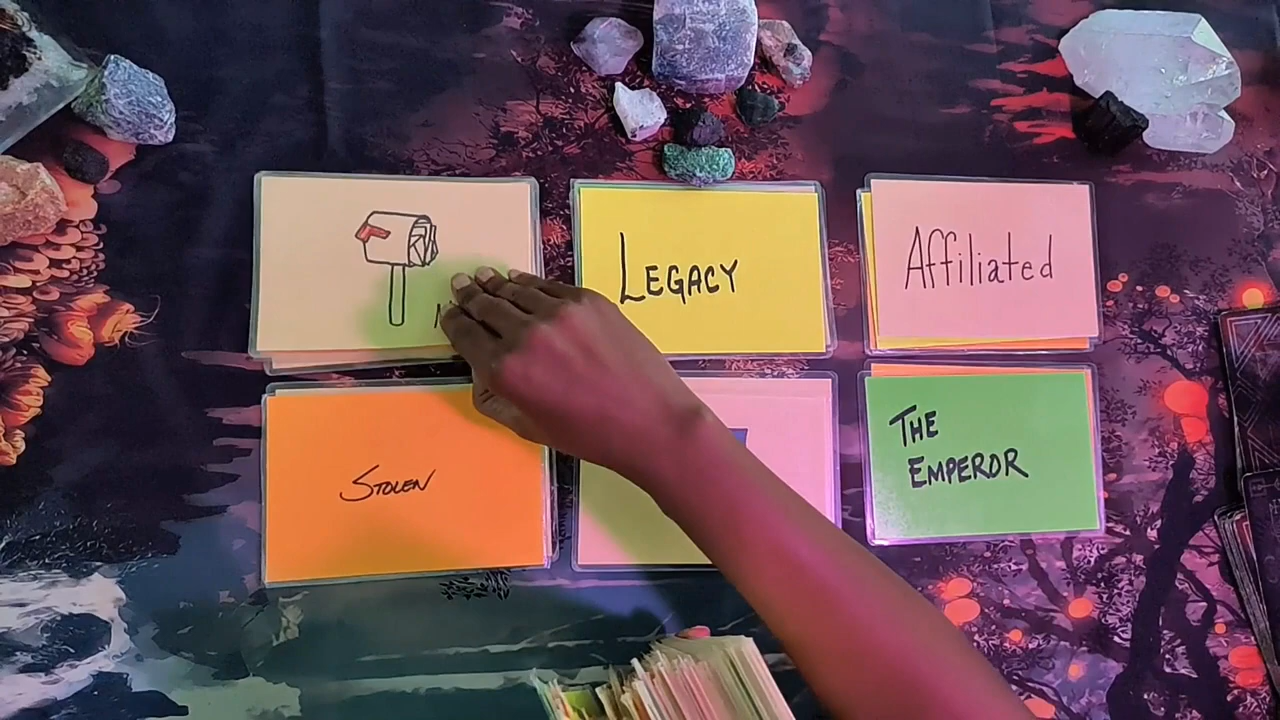 LEGACY
Affiliated
STOLEN
THE
EMPEROR